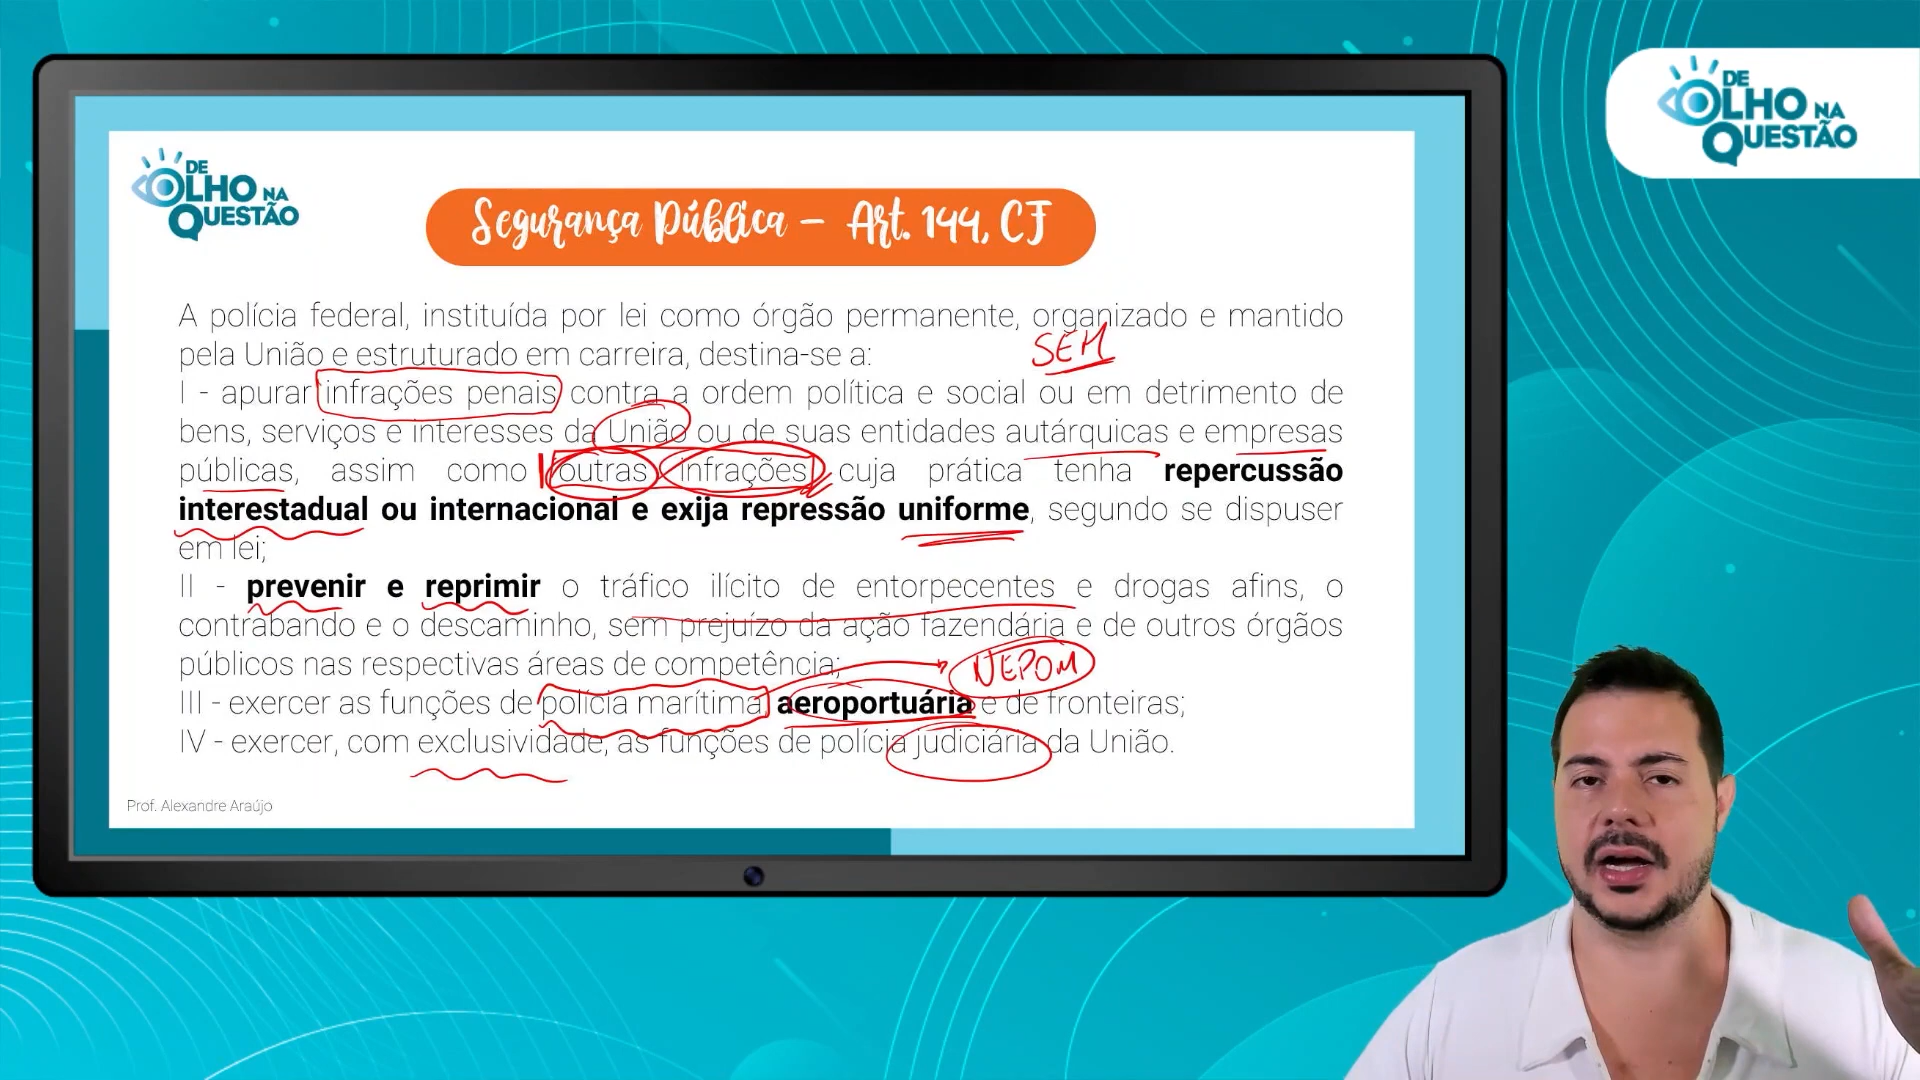 DE
OLHO NA
QUESTÃO
DE
OLHO NA
QUESTÃO
Segurança Pública – Art. 144, CF
A polícia federal, instituída por lei como órgão permanente, organizado e mantido
SEM
pela União e estruturado em carreira, destina-se a:
I - apurar infrações penais contra a ordem política e social ou em detrimento de
bens, serviços e interesses da União ou de suas entidades autárquicas e empresas
públicas, assim como outras infrações cuja prática tenha repercussão
interestadual ou internacional e exija repressão uniforme, segundo se dispuser
em lei;
II - prevenir e reprimir o tráfico ilícito de entorpecentes e drogas afins, o
contrabando e o descaminho, sem prejuízo da ação fazendária e de outros órgãos
públicos nas respectivas áreas de competência;
NEPOM
III - exercer as funções de polícia marítima, aeroportuária e de fronteiras;
IV - exercer, com exclusividade, as funções de polícia judiciária da União.
Prof. Alexandre Araújo